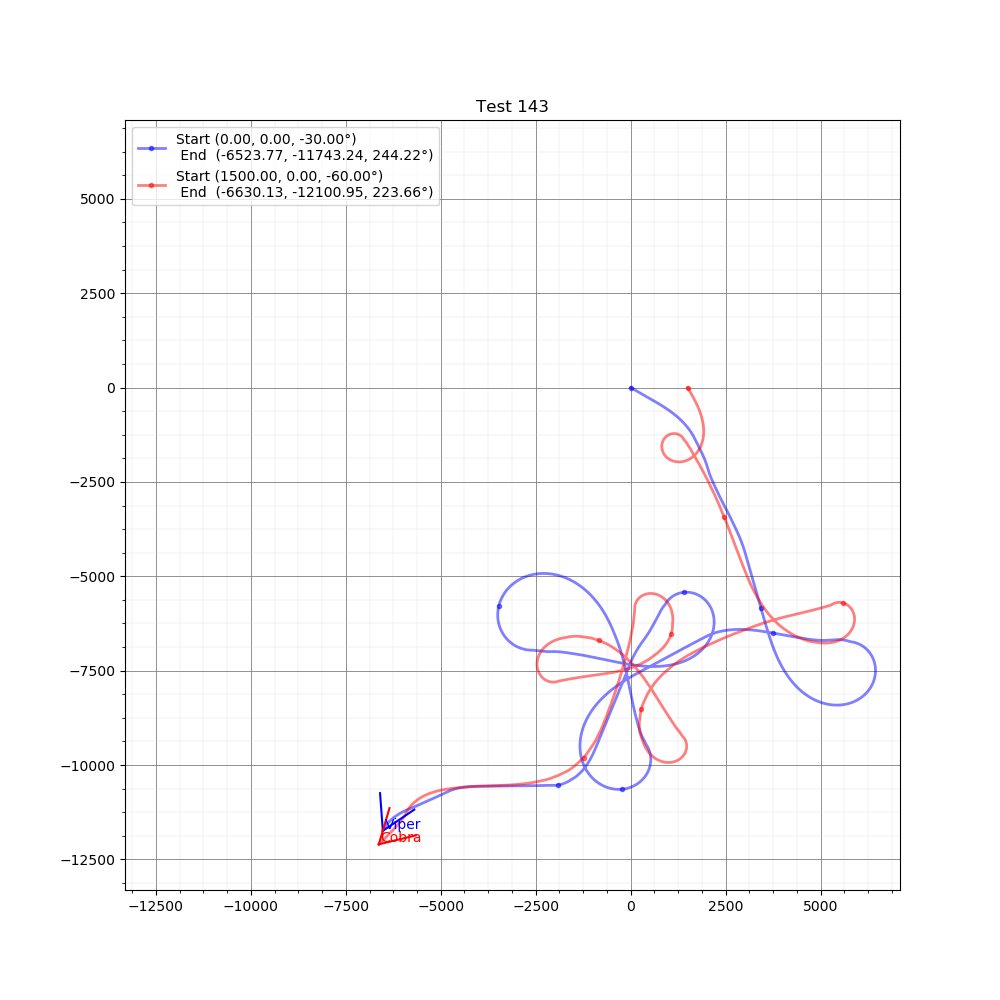 Test 143
Start (0.00, 0.00, -30.00°)
End (-6523.77, -11743.24, 244.22°)
Start (1500.00, 0.00, -60.00°)
End (-6630.13, -12100.95, 223.66°)
5000
2500
0
−2500
−5000
−7500
−10000
−12500
Viper
Cobra
−12500 −10000 −7500 −5000 −2500 0 2500 5000